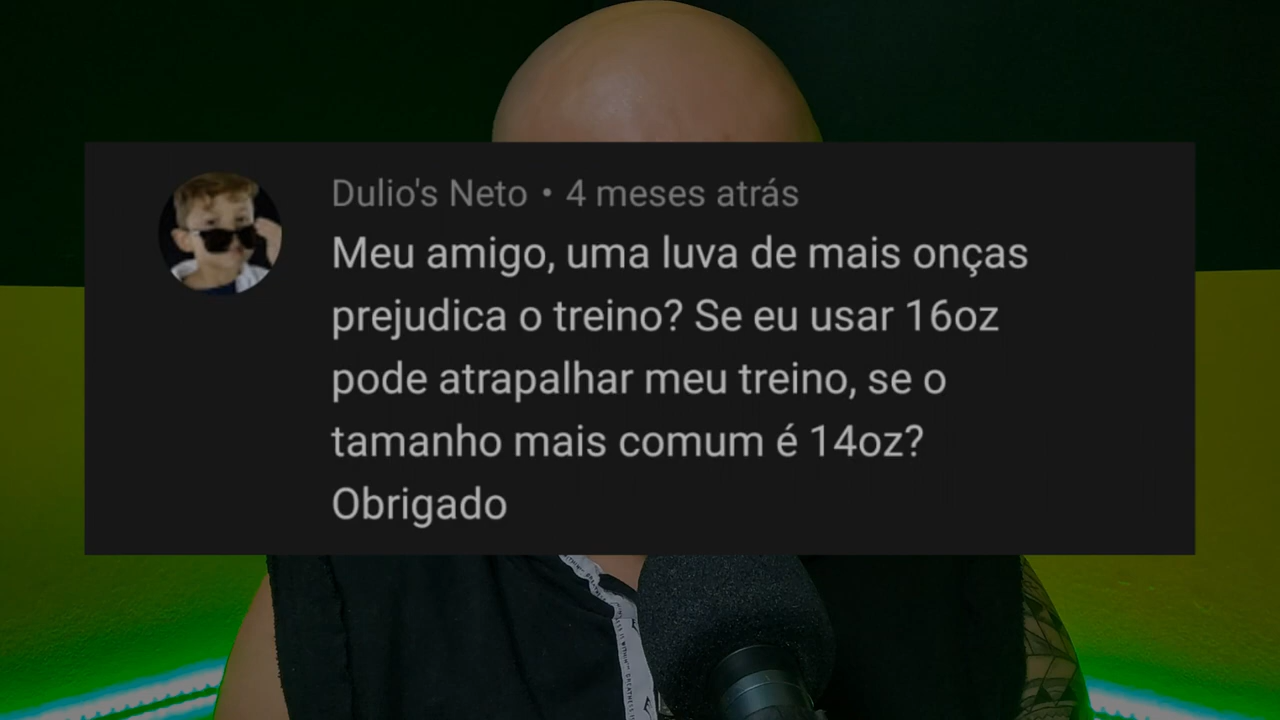 Dulio's Neto • 4 meses atrás
Meu amigo, uma luva de mais onças
prejudica o treino? Se eu usar 16oz
pode atrapalhar meu treino, se o
tamanho mais comum é 14oz?
Obrigado